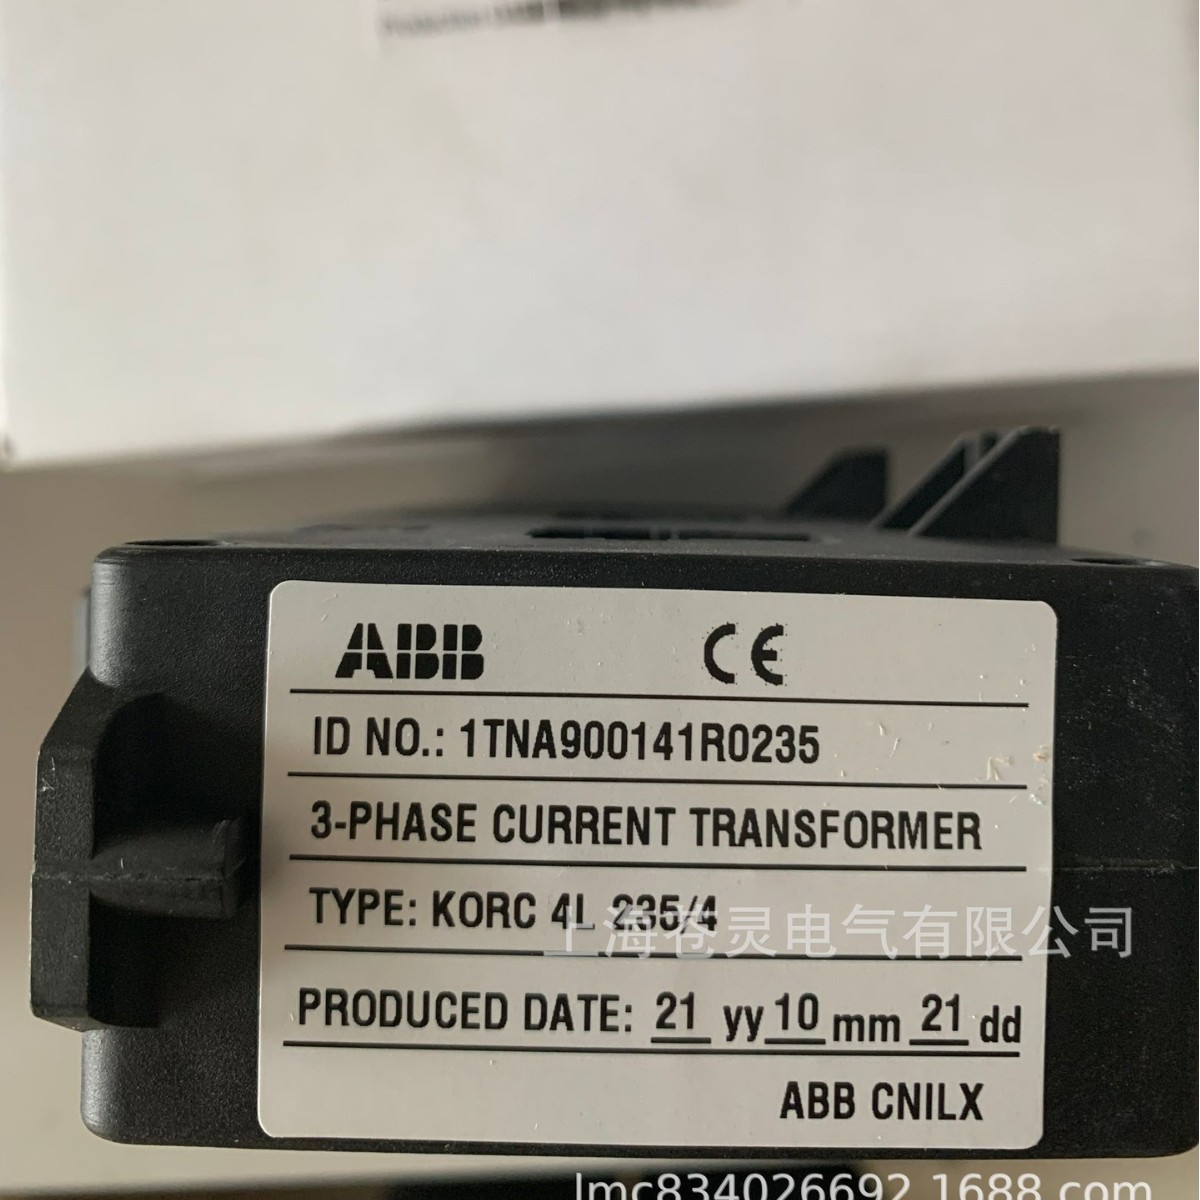 ABB CE
ID NO.: 1TNA900141R0235
3-PHASE CURRENT TRANSFORMER
TYPE: KORC 4L 235/4
上海苍灵电气有限公司
PRODUCED DATE: 21 yy 10 mm 21 dd
ABB CNILX
lmc834026692.1688.com